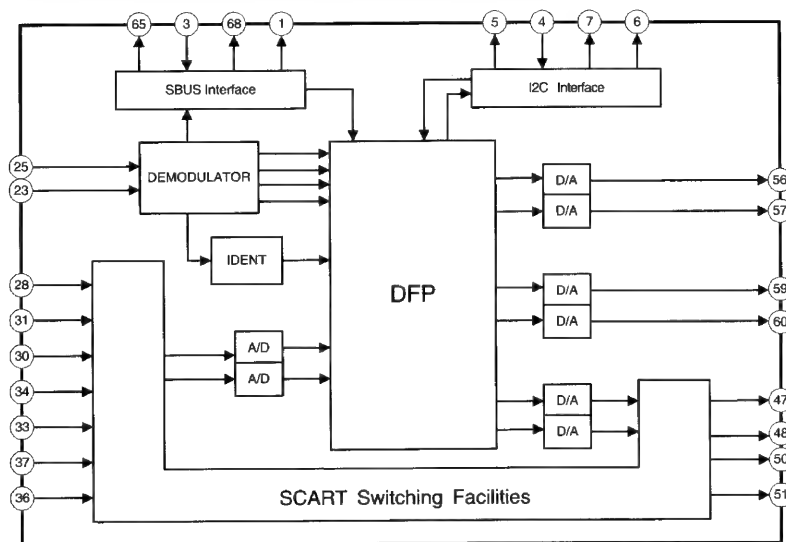 65 3 68 1 5 4 7 6
SBUS Interface
I2C Interface
25
23
DEMODULATOR
IDENT
DFP
D/A
D/A
56
57
D/A
D/A
59
60
28
31
30
34
33
37
36
A/D
A/D
D/A
D/A
47
48
50
51
SCART Switching Facilities